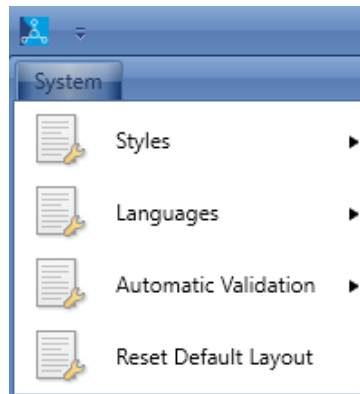 System
Styles
Languages
Automatic Validation
Reset Default Layout